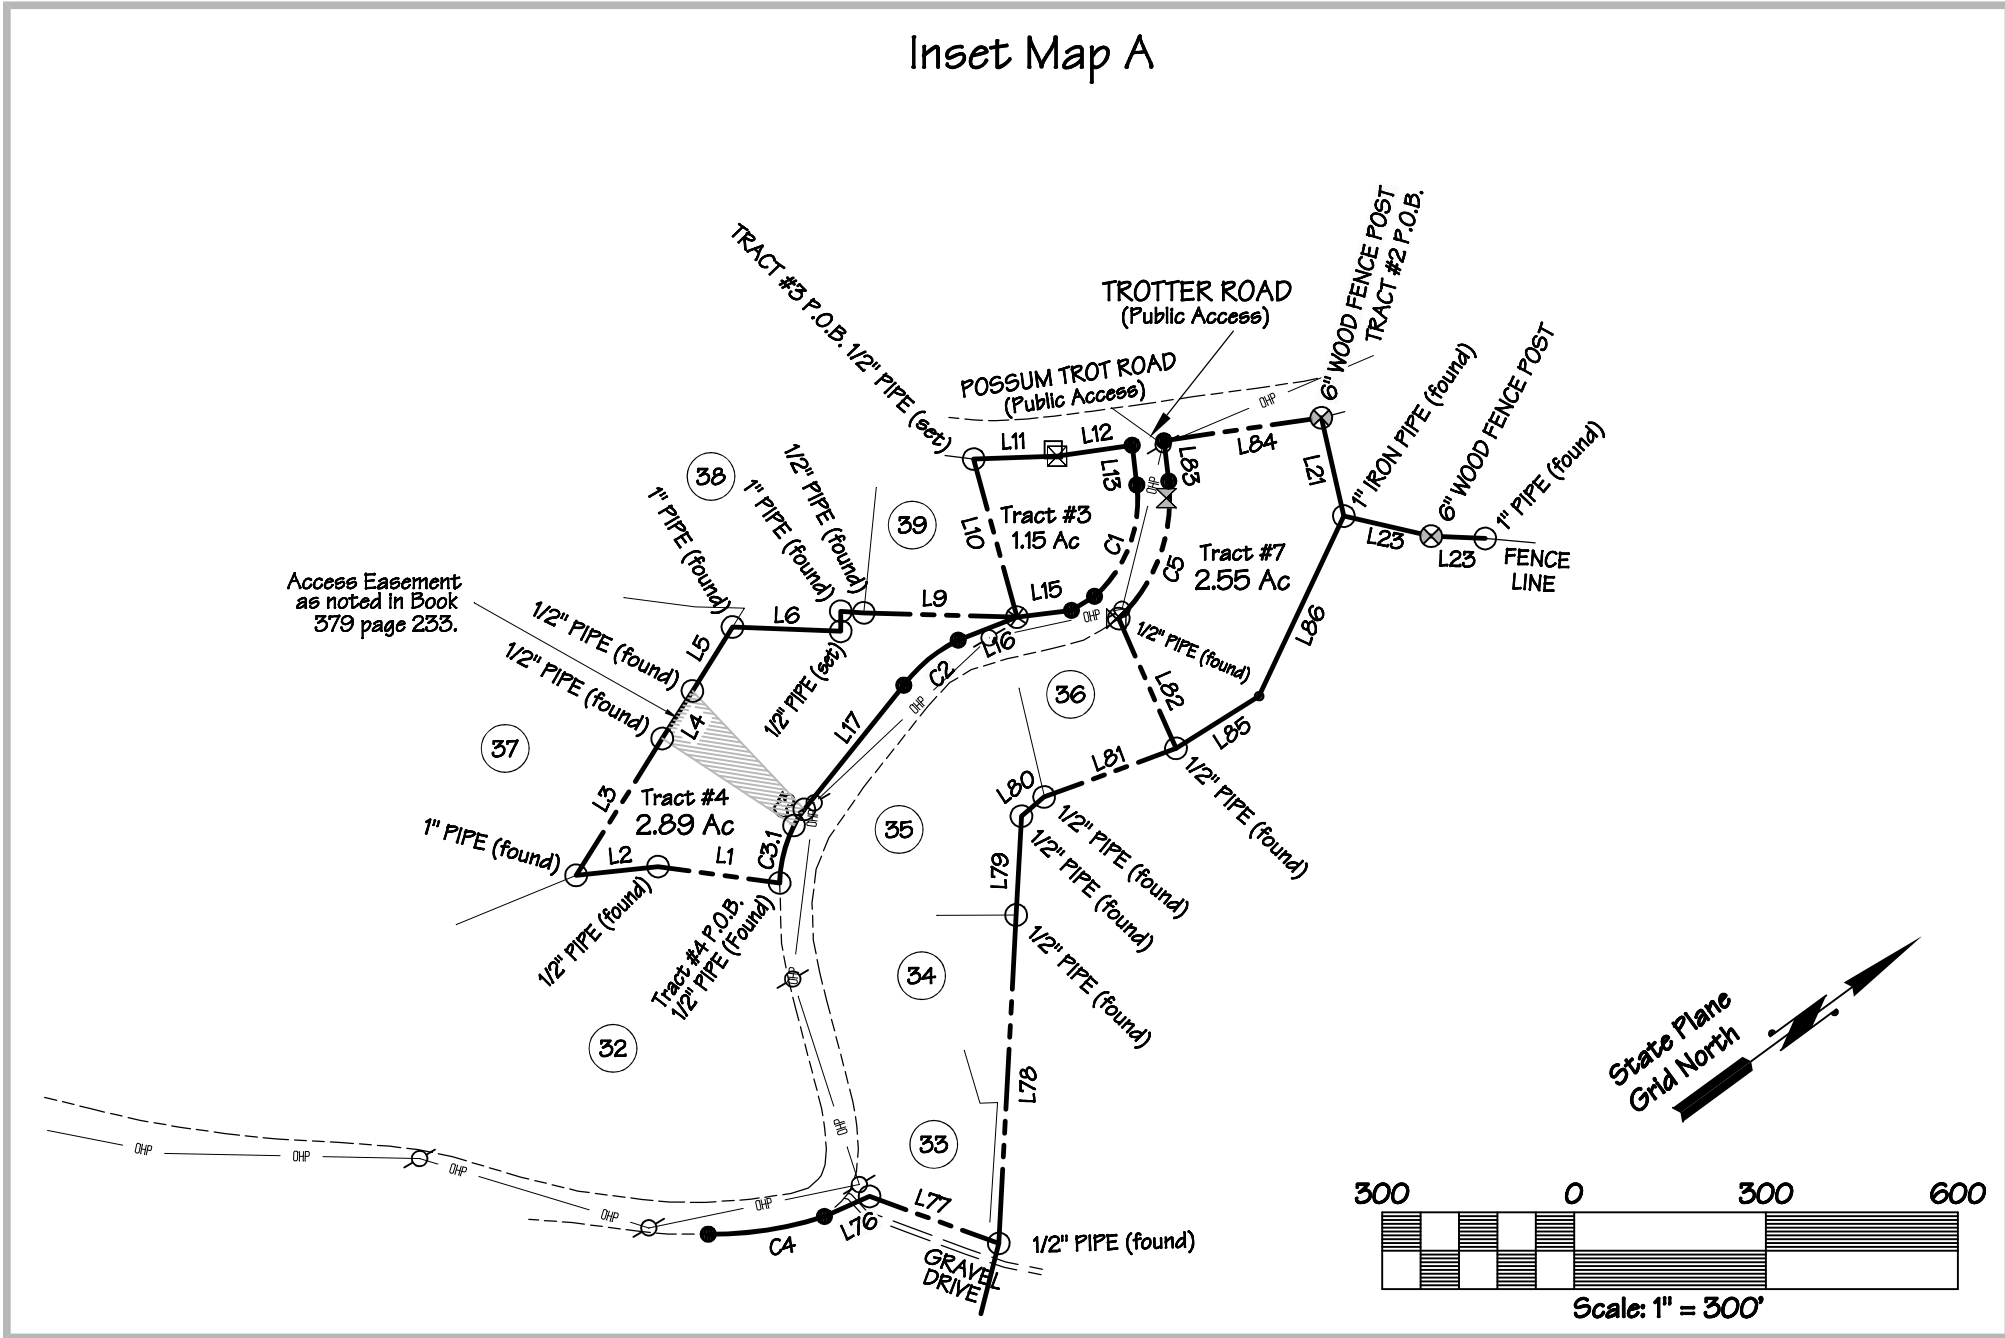 Inset Map A
6" WOOD FENCE POST
TRACT #2 P.O.B.
TRACT #3 P.O.B. 1/2" PIPE (set)
TROTTER ROAD
(Public Access)
POSSUM TROT ROAD
(Public Access)
1" IRON PIPE (found)
6" WOOD FENCE POST
1" PIPE (found)
OHP
L11
L12
L13
L83
L84
L21
OHP
38
39
1/2" PIPE (found)
1" PIPE (found)
1" PIPE (found)
L10
Tract #3
1.15 Ac
C1
C5
Tract #7
2.55 Ac
L23
L23
FENCE
LINE
Access Easement
as noted in Book
379 page 233.
1/2" PIPE (found)
1/2" PIPE (found)
L5
L6
L9
L15
OHP
L16
C2
1/2" PIPE (set)
1/2" PIPE (found)
L86
L82
36
L4
L17
OHP
37
L85
L81
L80
1/2" PIPE (found)
L3
Tract #4
2.89 Ac
OHP
35
1/2" PIPE (found)
1/2" PIPE (found)
1" PIPE (found)
L2
L1
C3.1
L79
1/2" PIPE (found)
Tract #4 P.O.B.
1/2" PIPE (Found)
1/2" PIPE (found)
OHP
34
32
State Plane
Grid North
L78
OHP
33
OHP
OHP
OHP
OHP
OHP
L77
L76
C4
1/2" PIPE (found)
GRAVEL
DRIVE
300 0 300 600
Scale: 1" = 300'